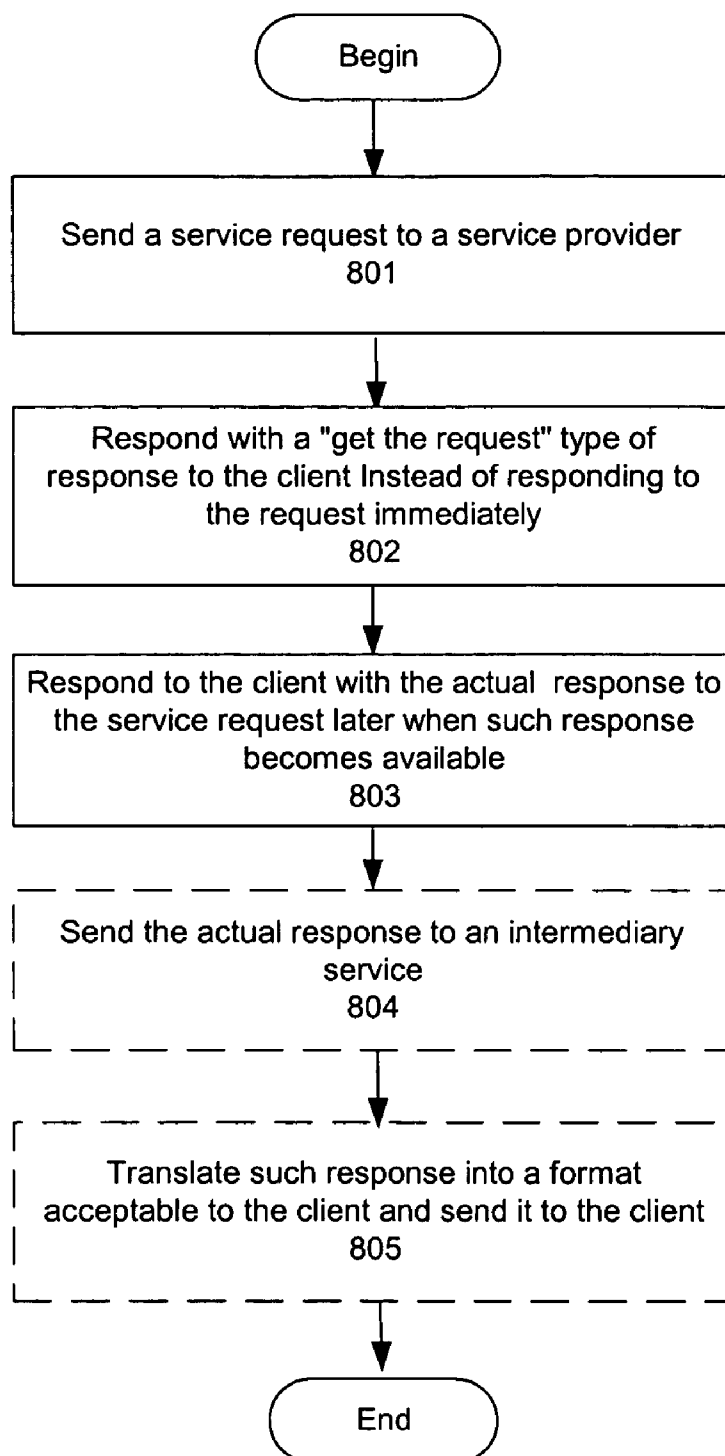 Begin
Send a service request to a service provider
801
Respond with a "get the request" type of
response to the client Instead of responding to
the request immediately
802
Respond to the client with the actual response to
the service request later when such response
becomes available
803
Send the actual response to an intermediary
service
804
Translate such response into a format
acceptable to the client and send it to the client
805
End